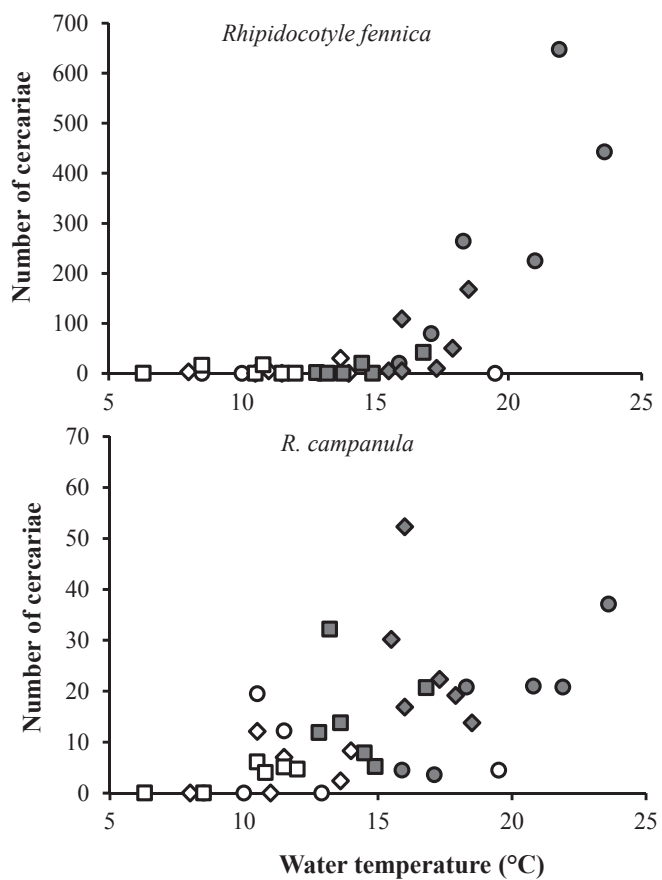 Rhipidocotyle fennica
Number of cercariae
700
600
500
400
300
200
100
0
5 10 15 20 25
R. campanula
Number of cercariae
70
60
50
40
30
20
10
0
5 10 15 20 25
Water temperature (°C)